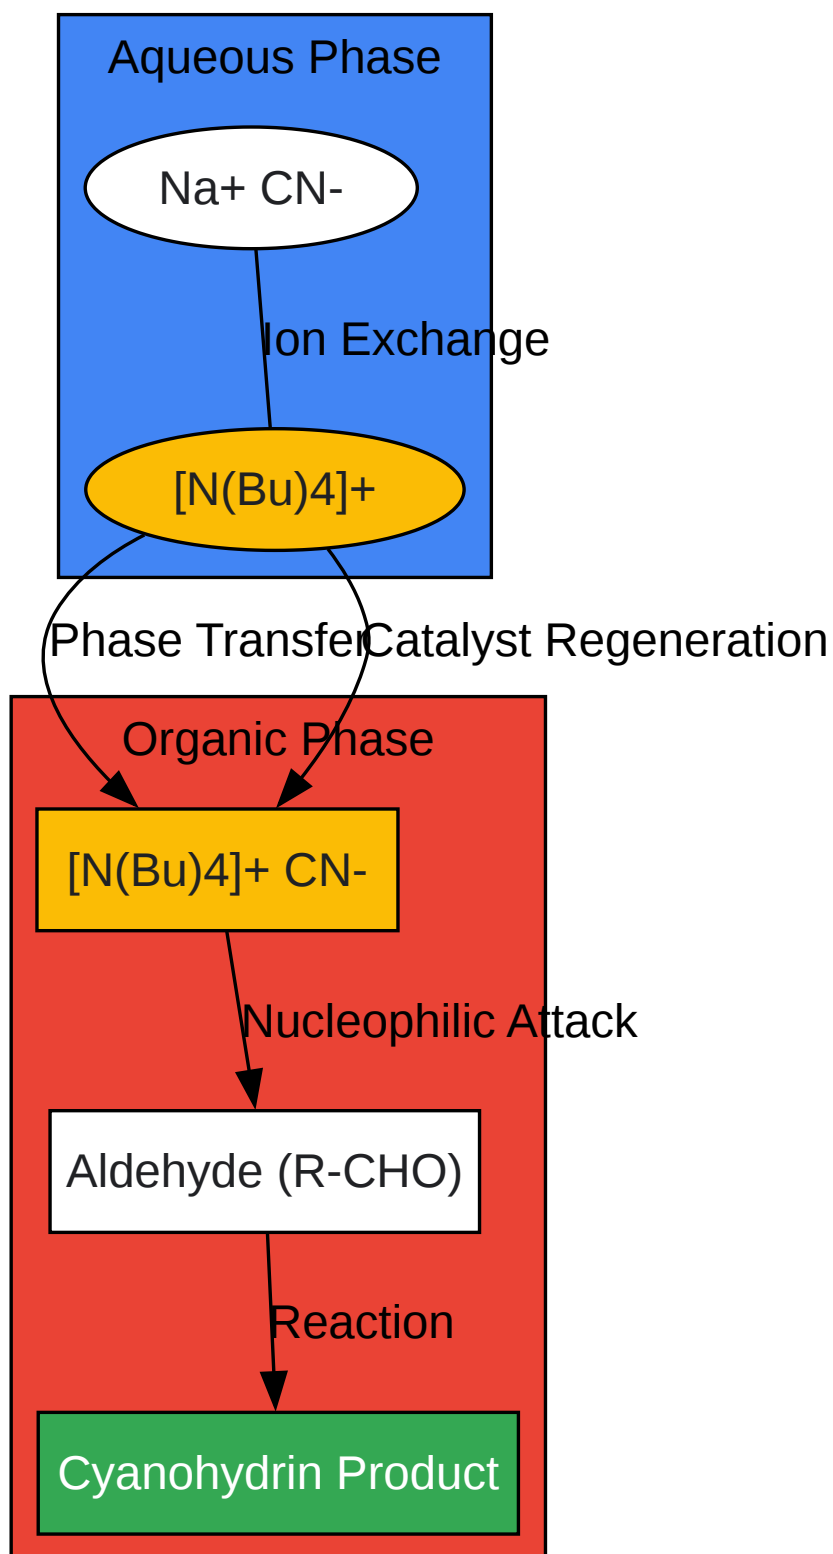 Aqueous Phase
Na+ CN-
Ion Exchange
[N(Bu)4]+
Phase Transfer
Catalyst Regeneration
Organic Phase
[N(Bu)4]+ CN-
Nucleophilic Attack
Aldehyde (R-CHO)
Reaction
Cyanohydrin Product